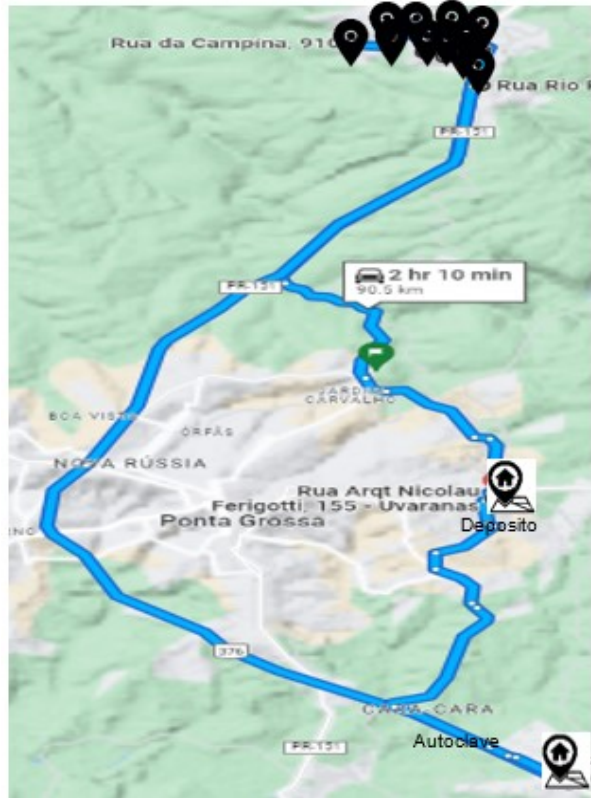 Rua da Campina, 910
Rua Rio
PR-151
2 hr 10 min
90.5 km
PR-151
JARDIM
CARVALHO
BOA VISTA
ÓRFÃS
NOVA RÚSSIA
Rua Arqt Nicolau
Ferigotti, 155 - Uvaranas
Ponta Grossa
Deposito
376
CARA-CARA
Autoclave
PR-151